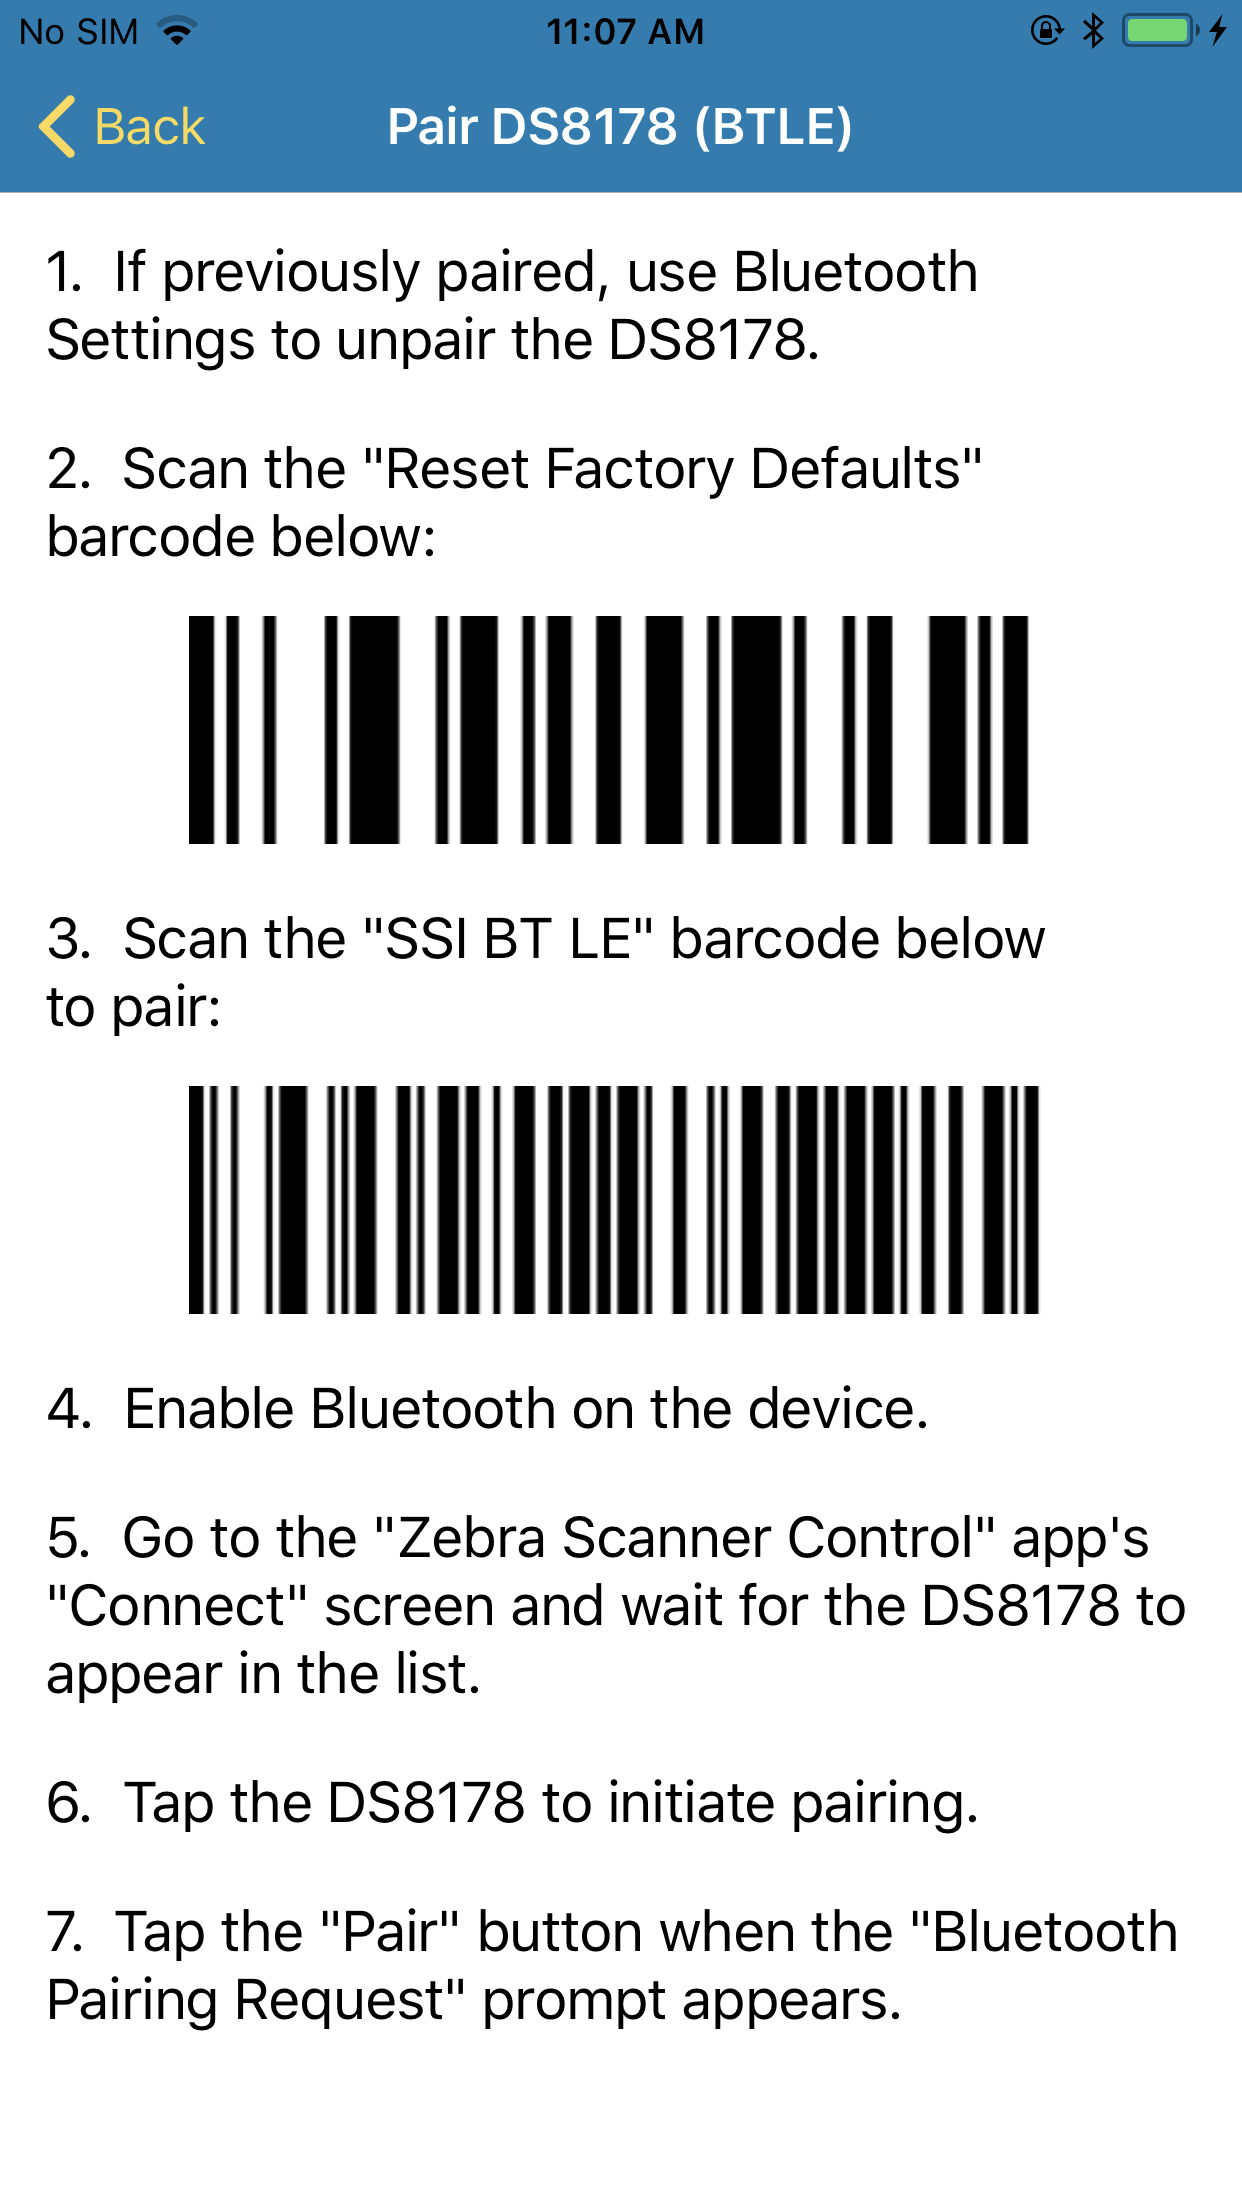 No SIM 11:07 AM
Back Pair DS8178 (BTLE)
1. If previously paired, use Bluetooth
Settings to unpair the DS8178.
2. Scan the "Reset Factory Defaults"
barcode below:
3. Scan the "SSI BT LE" barcode below
to pair:
4. Enable Bluetooth on the device.
5. Go to the "Zebra Scanner Control" app's
"Connect" screen and wait for the DS8178 to
appear in the list.
6. Tap the DS8178 to initiate pairing.
7. Tap the "Pair" button when the "Bluetooth
Pairing Request" prompt appears.